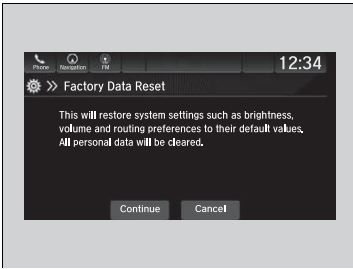 Phone Navigation FM 12:34
Factory Data Reset
This will restore system settings such as brightness,
volume and routing preferences to their default values.
All personal data will be cleared.
Continue Cancel